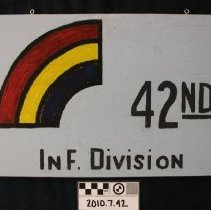 42ND
INF. DIVISION
2010.7.42